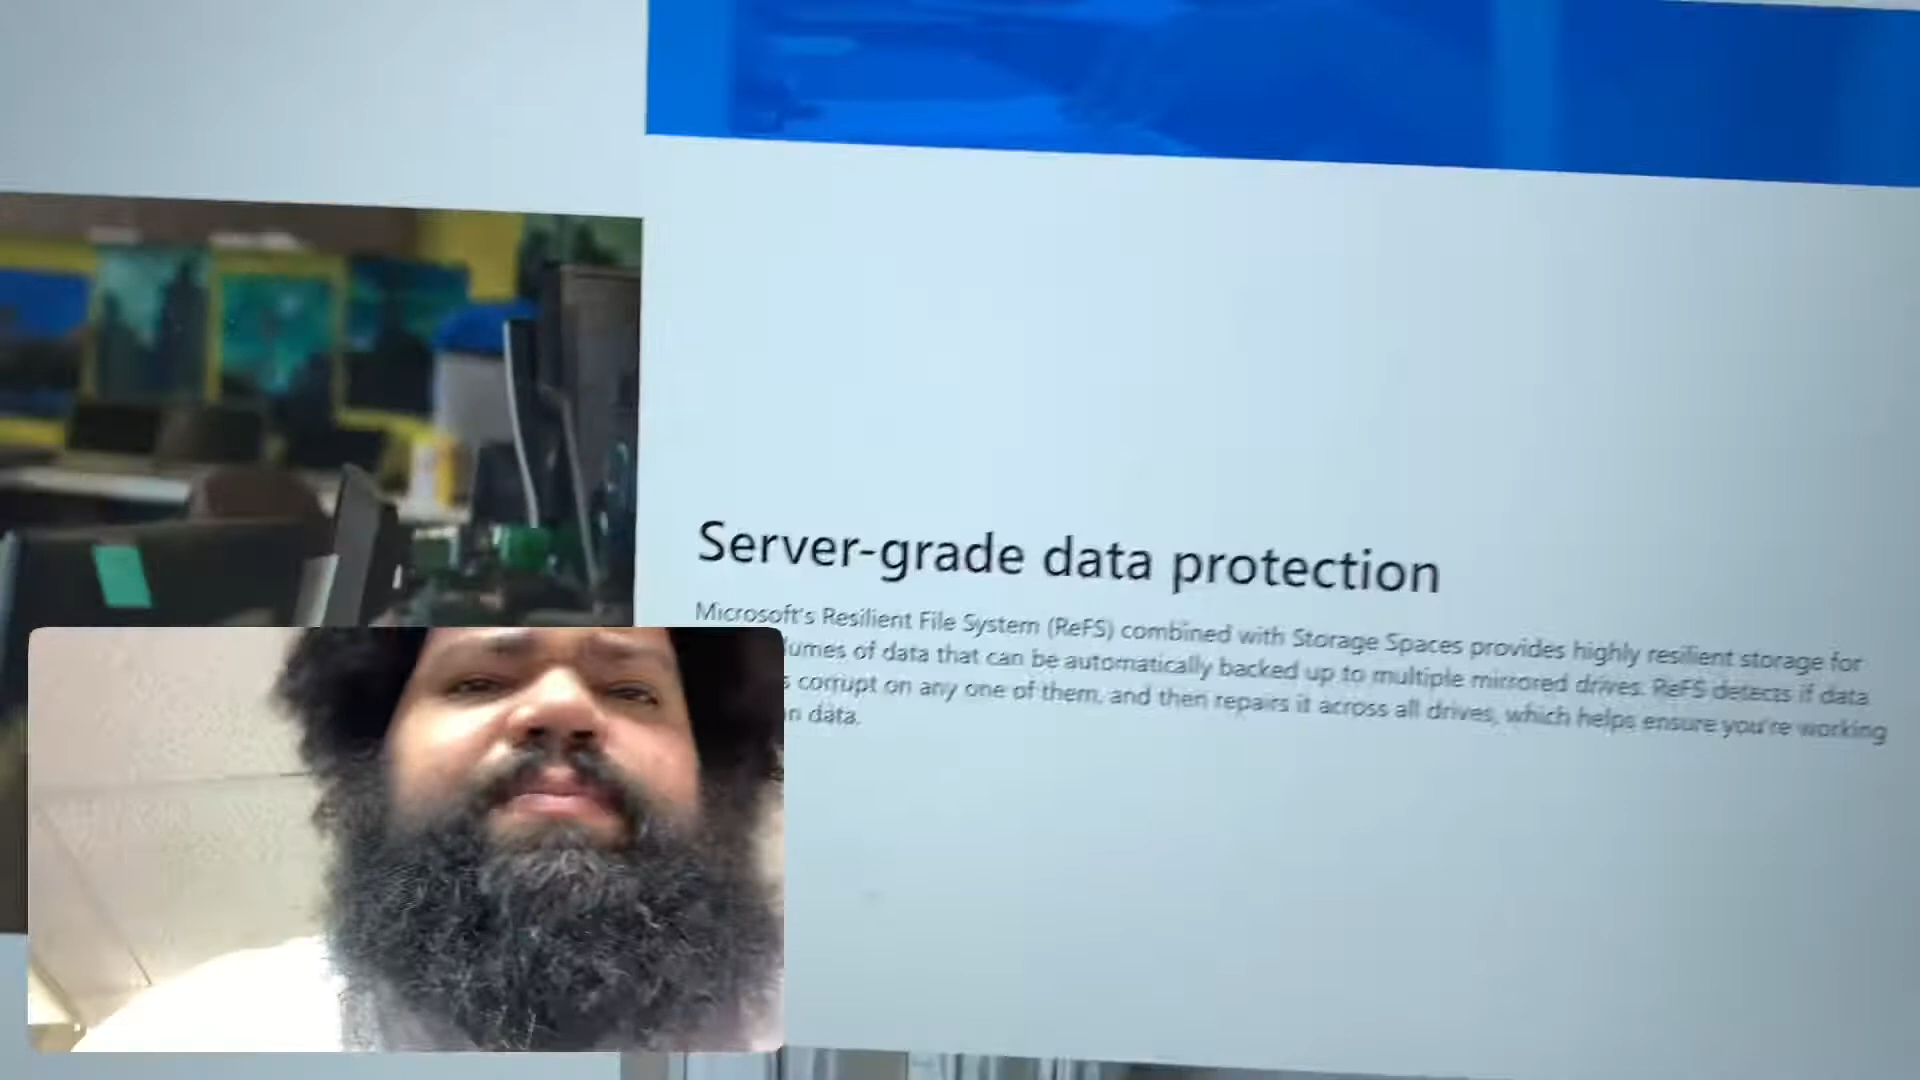 Server-grade data protection
Microsoft's Resilient File System (ReFS) combined with Storage Spaces provides highly resilient storage for
lumes of data that can be automatically backed up to multiple mirrored drives. ReFS detects if data
s corrupt on any one of them, and then repairs it across all drives, which helps ensure you're working
n data.